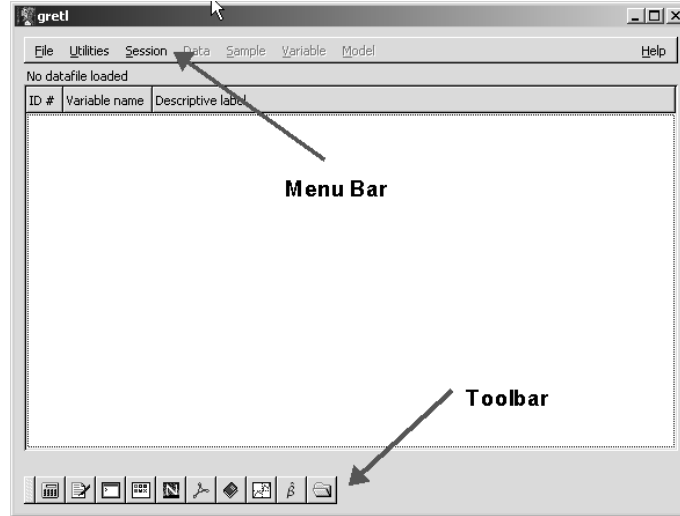 gretl
File Utilities Session Data Sample Variable Model Help
No datafile loaded
ID # Variable name Descriptive label
Menu Bar
Toolbar
β̂